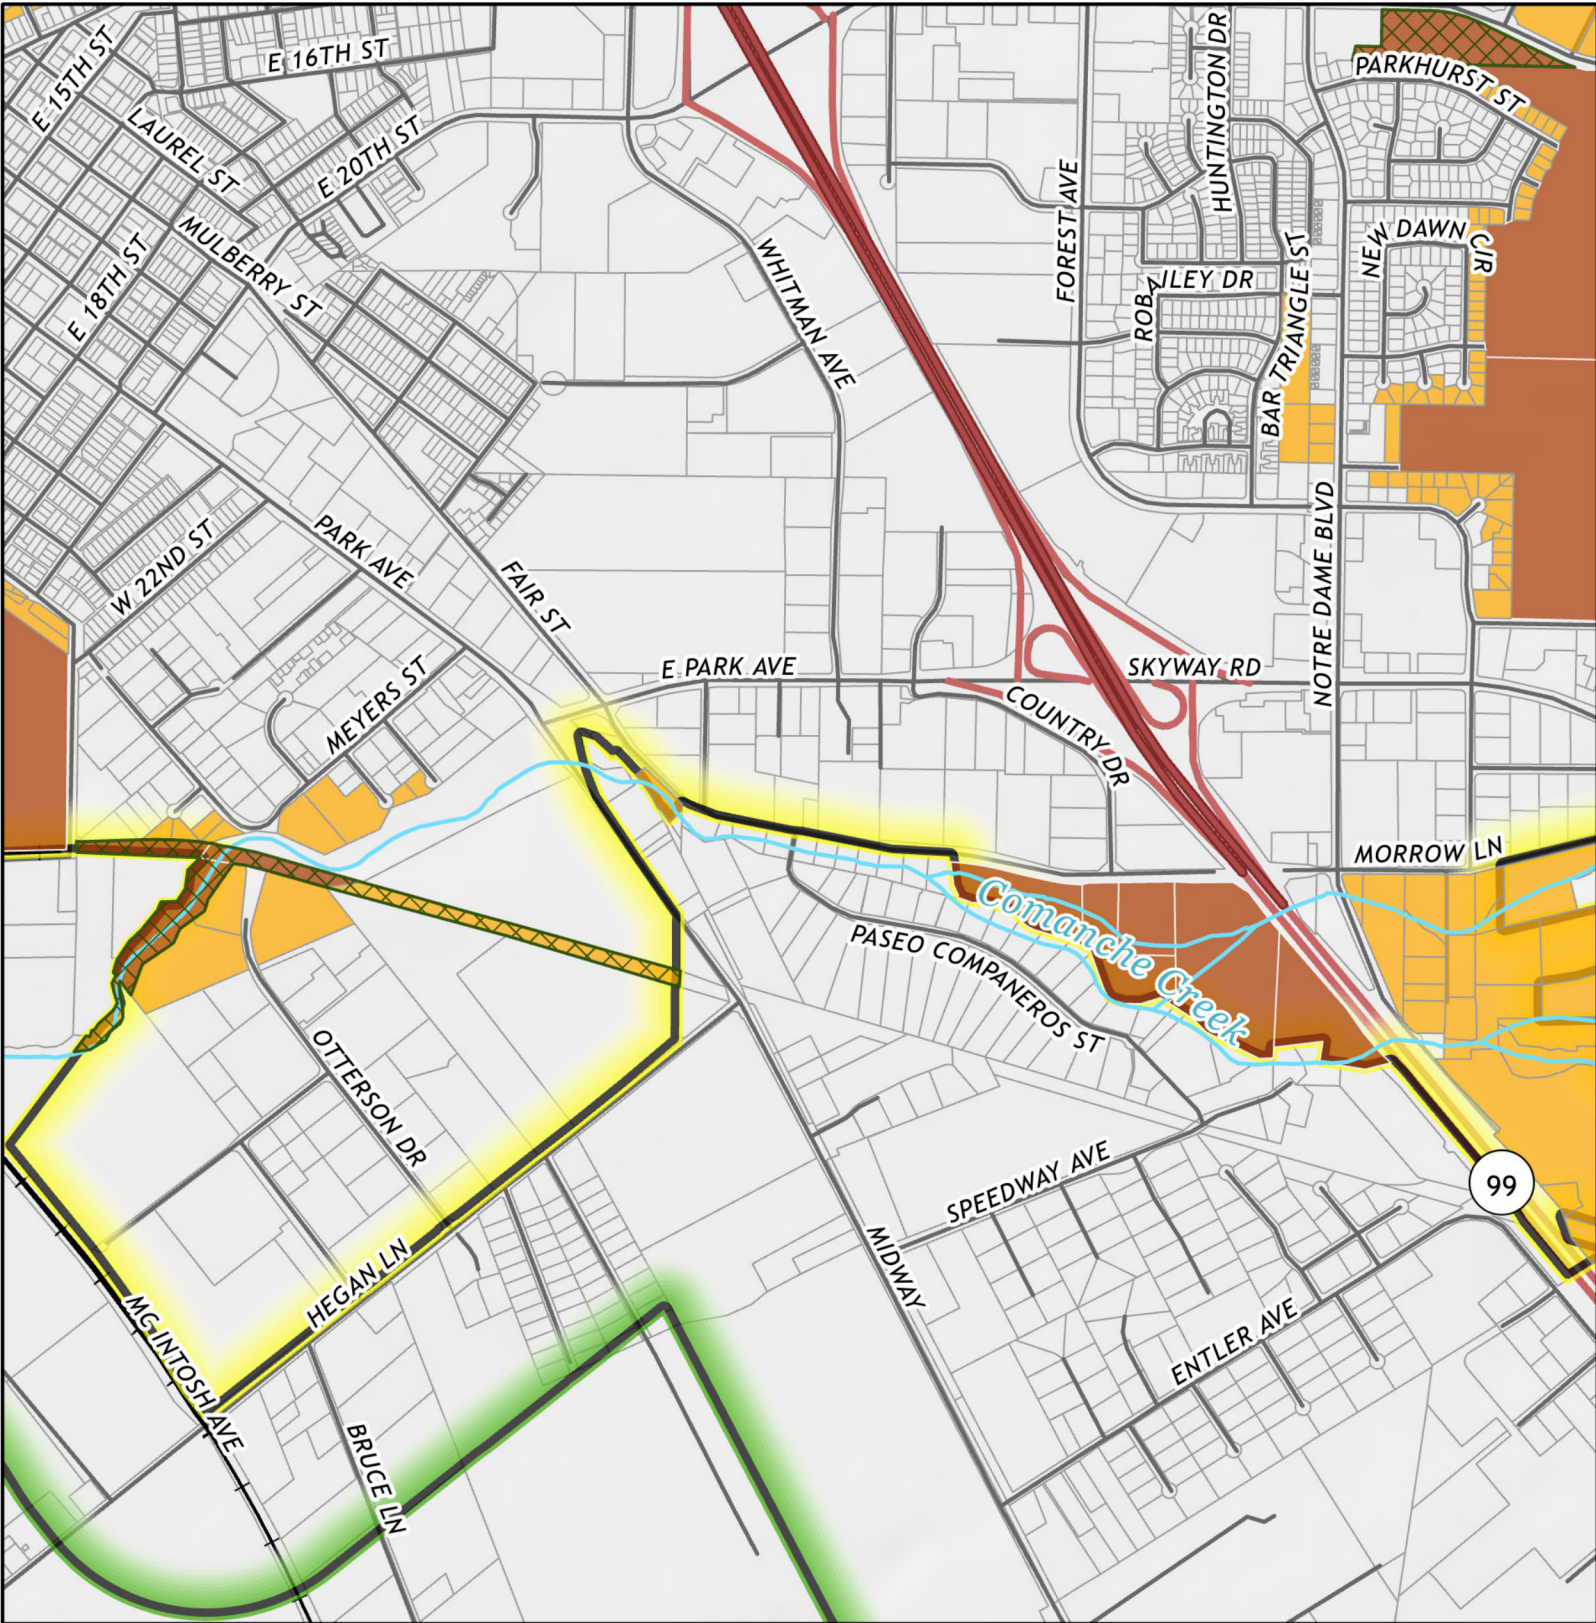 E 15TH ST
E 16TH ST
HUNTINGTON DR
PARKHURST ST
LAUREL ST
E 20TH ST
FOREST AVE
MULBERRY ST
E 18TH ST
WHITMAN AVE
NEW DAWN CIR
ROBAILEY DR
BAR TRIANGLE ST
PARK AVE
W 22ND ST
FAIR ST
NOTRE DAME BLVD
E PARK AVE
SKYWAY RD
MEYERS ST
COUNTRY DR
MORROW LN
Comanche Creek
PASEO COMPANEROS ST
OTTERSON DR
SPEEDWAY AVE
99
MIDWAY
HEGAN LN
MC INTOSH AVE
ENTLER AVE
BRUCE LN